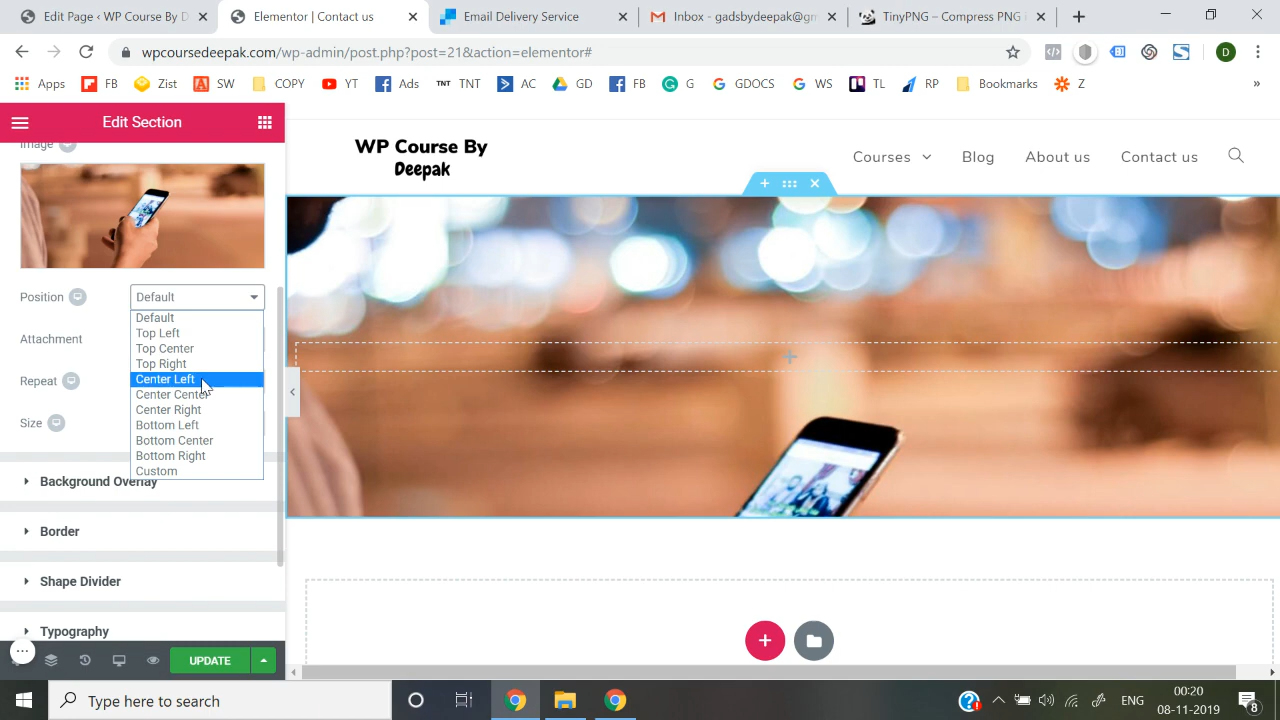 Edit Page ‹ WP Course By D
Elementor | Contact us
Email Delivery Service
Inbox - gadsbydeepak@gm
TinyPNG – Compress PNG i
wpcoursedeepak.com/wp-admin/post.php?post=21&action=elementor#
D
Apps
FB
Zist
SW
COPY
YT
Ads
TNT TNT
AC
GD
FB
G
GDOCS
WS
TL
RP
Bookmarks
Z
»
Edit Section
Image
Position
Default
Default
Top Left
Top Center
Top Right
Center Left
Center Center
Center Right
Bottom Left
Bottom Center
Bottom Right
Custom
Attachment
Repeat
Size
Background Overlay
Border
Shape Divider
Typography
UPDATE
WP Course By
Deepak
Courses
Blog
About us
Contact us
Type here to search
ENG
00:20
08-11-2019
8